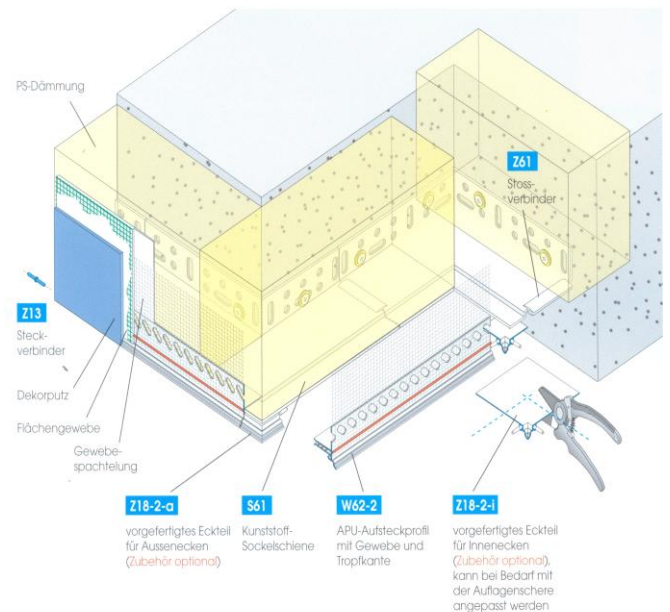 PS-Dämmung
Z61
Stoss-
verbinder
Z13
Steck-
verbinder
Dekorputz
Flächengewebe
Gewebe-
spachtelung
Z18-2-a
vorgefertigtes Eckteil
für Aussenecken
(Zubehör optional)
S61
Kunststoff-
Sockelschiene
W62-2
APU-Aufsteckprofil
mit Gewebe und
Tropfkante
Z18-2-i
vorgefertigtes Eckteil
für Innenecken
(Zubehör optional),
kann bei Bedarf mit
der Auflagenschere
angepasst werden